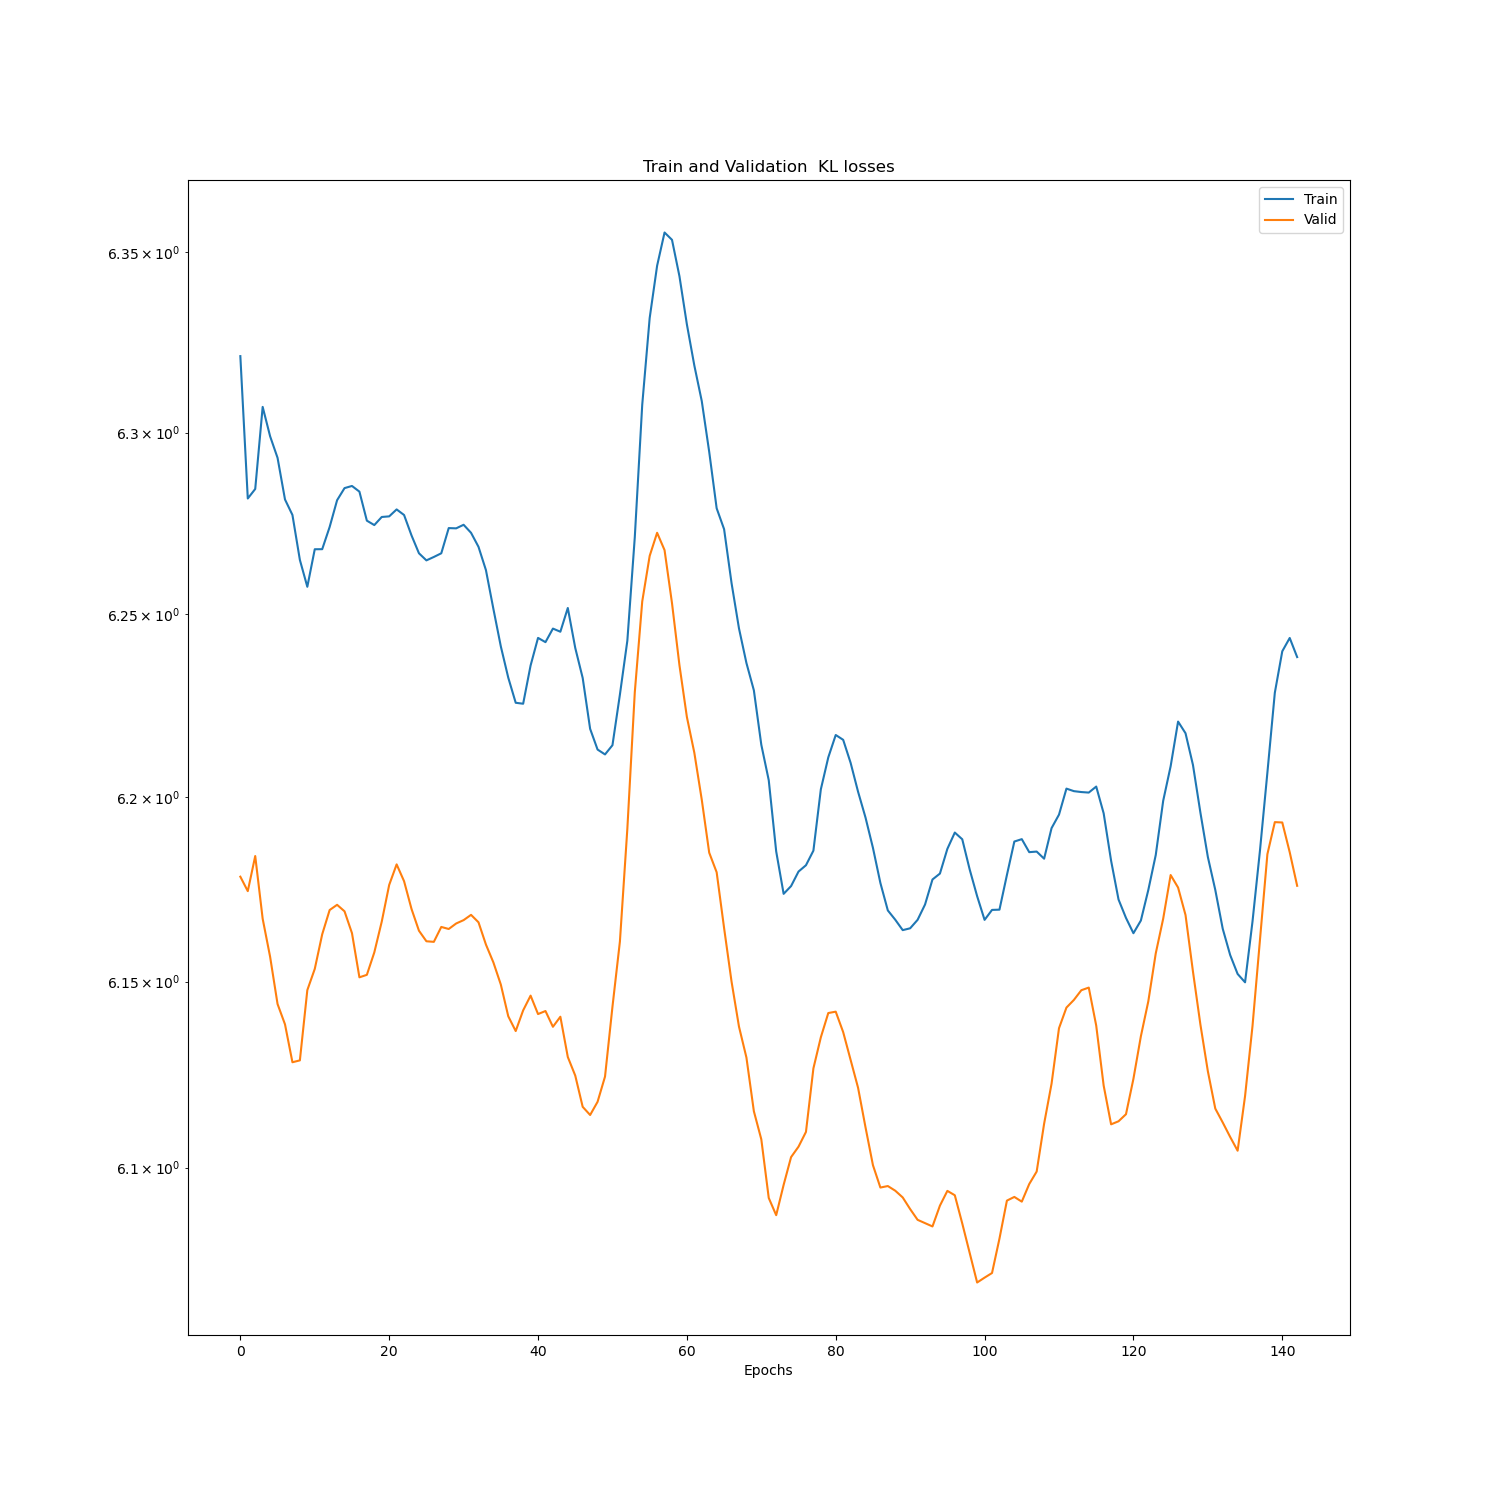 Train and Validation  KL losses
Train
Valid
6.35 × 10⁰
6.3 × 10⁰
6.25 × 10⁰
6.2 × 10⁰
6.15 × 10⁰
6.1 × 10⁰
0 20 40 60 80 100 120 140
Epochs